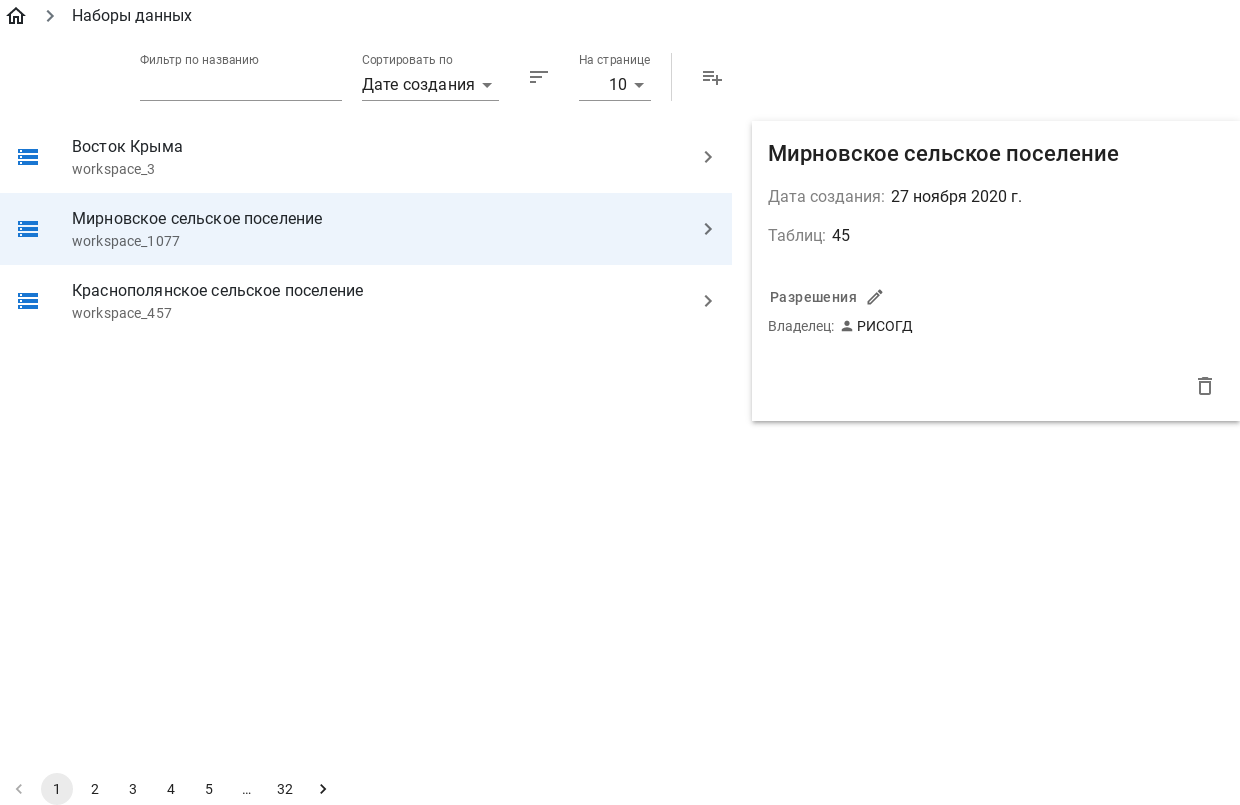 Наборы данных
Фильтр по названию
Сортировать по
На странице
Дате создания
10
Восток Крыма
workspace_3
Мирновское сельское поселение
workspace_1077
Краснополянское сельское поселение
workspace_457
Мирновское сельское поселение
Дата создания: 27 ноября 2020 г.
Таблиц: 45
Разрешения
Владелец: РИСОГД
1 2 3 4 5 … 32